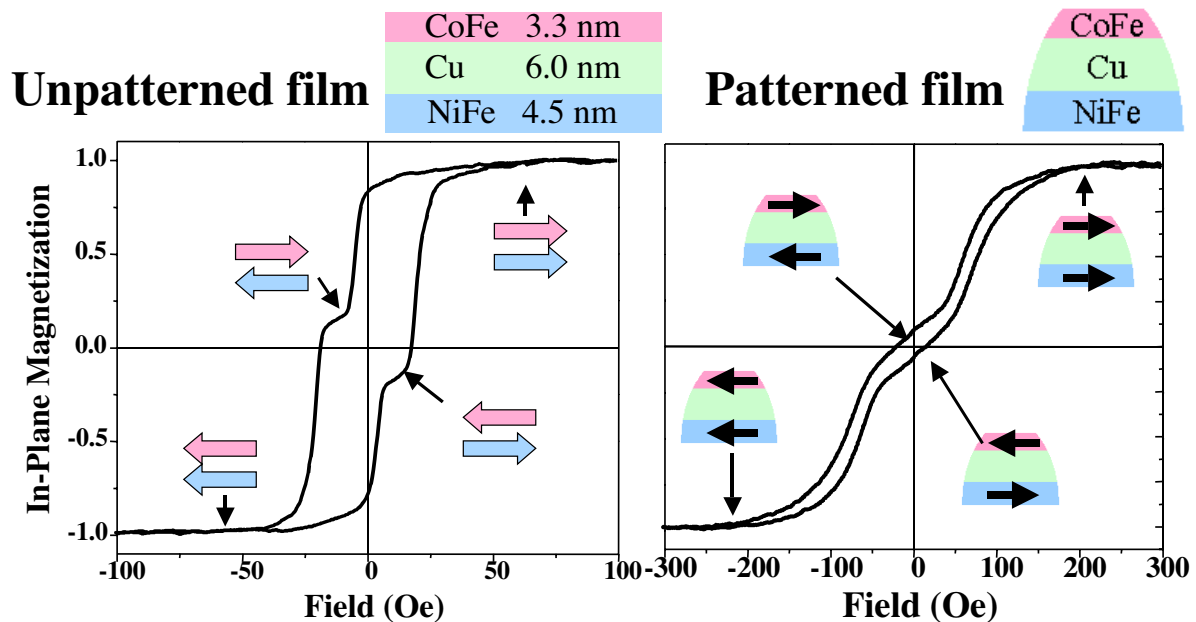 CoFe 3.3 nm
Cu 6.0 nm
NiFe 4.5 nm
Unpatterned film
Patterned film
CoFe
Cu
NiFe
In-Plane Magnetization
1.0
0.5
0.0
-0.5
-1.0
-100
-50
0
50
100
Field (Oe)
-300
-200
-100
0
100
200
300
Field (Oe)